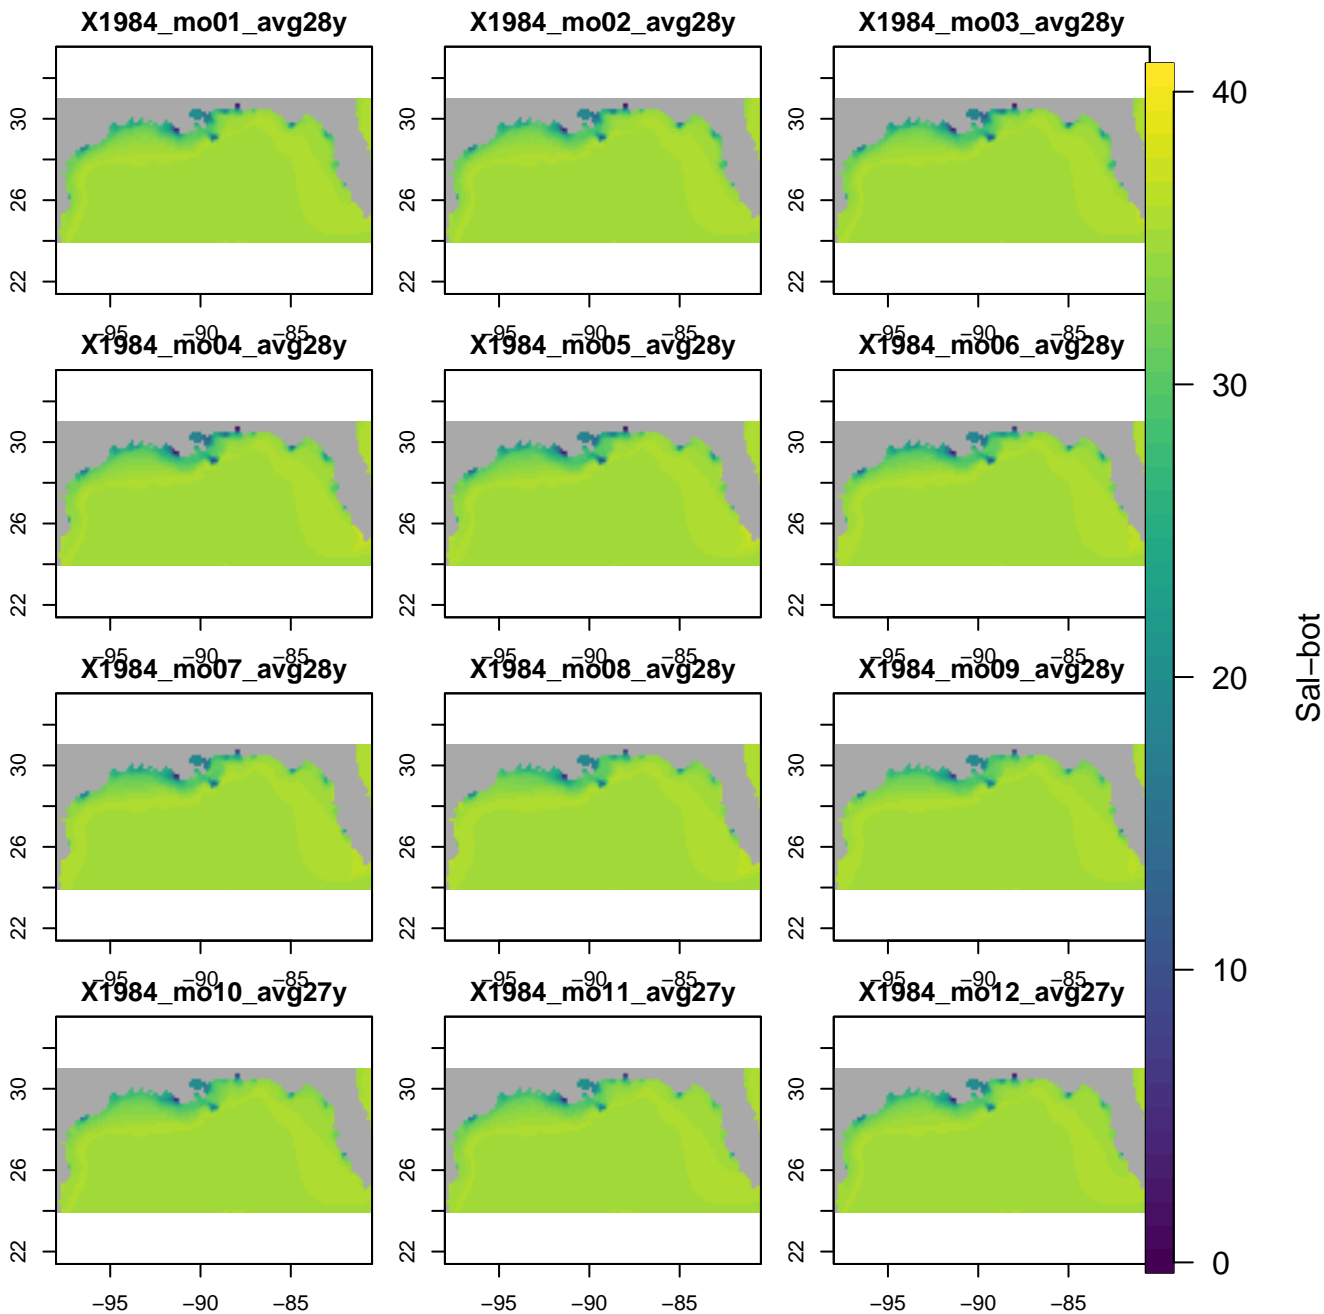 X1984_mo01_avg28y X1984_mo02_avg28y X1984_mo03_avg28y
30 26 22 30 26 22 30 26 22
−95 −90 −85 −95 −90 −85 −95 −90 −85
X1984_mo04_avg28y X1984_mo05_avg28y X1984_mo06_avg28y
30 26 22 30 26 22 30 26 22
−95 −90 −85 −95 −90 −85 −95 −90 −85
X1984_mo07_avg28y X1984_mo08_avg28y X1984_mo09_avg28y
30 26 22 30 26 22 30 26 22
−95 −90 −85 −95 −90 −85 −95 −90 −85
X1984_mo10_avg27y X1984_mo11_avg27y X1984_mo12_avg27y
30 26 22 30 26 22 30 26 22
−95 −90 −85 −95 −90 −85 −95 −90 −85
40
30
20
10
0
Sal−bot